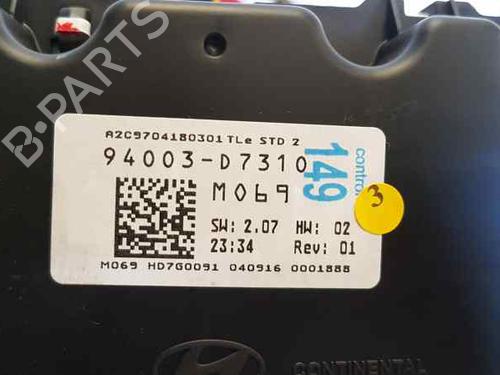 A2C9704180301 TLe STD 2
94003-D7310
M069
SW: 2.07 HW: 02
23:34 Rev: 01
M069 HD7G0091 040916 0001888
149
contro
3
CONTINENTAL
B-PARTS